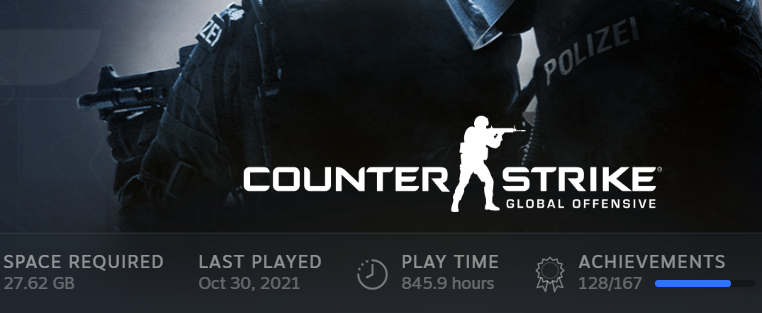 ZEI
POLIZEI
COUNTER STRIKE®
GLOBAL OFFENSIVE
SPACE REQUIRED
27.62 GB
LAST PLAYED
Oct 30, 2021
PLAY TIME
845.9 hours
ACHIEVEMENTS
128/167